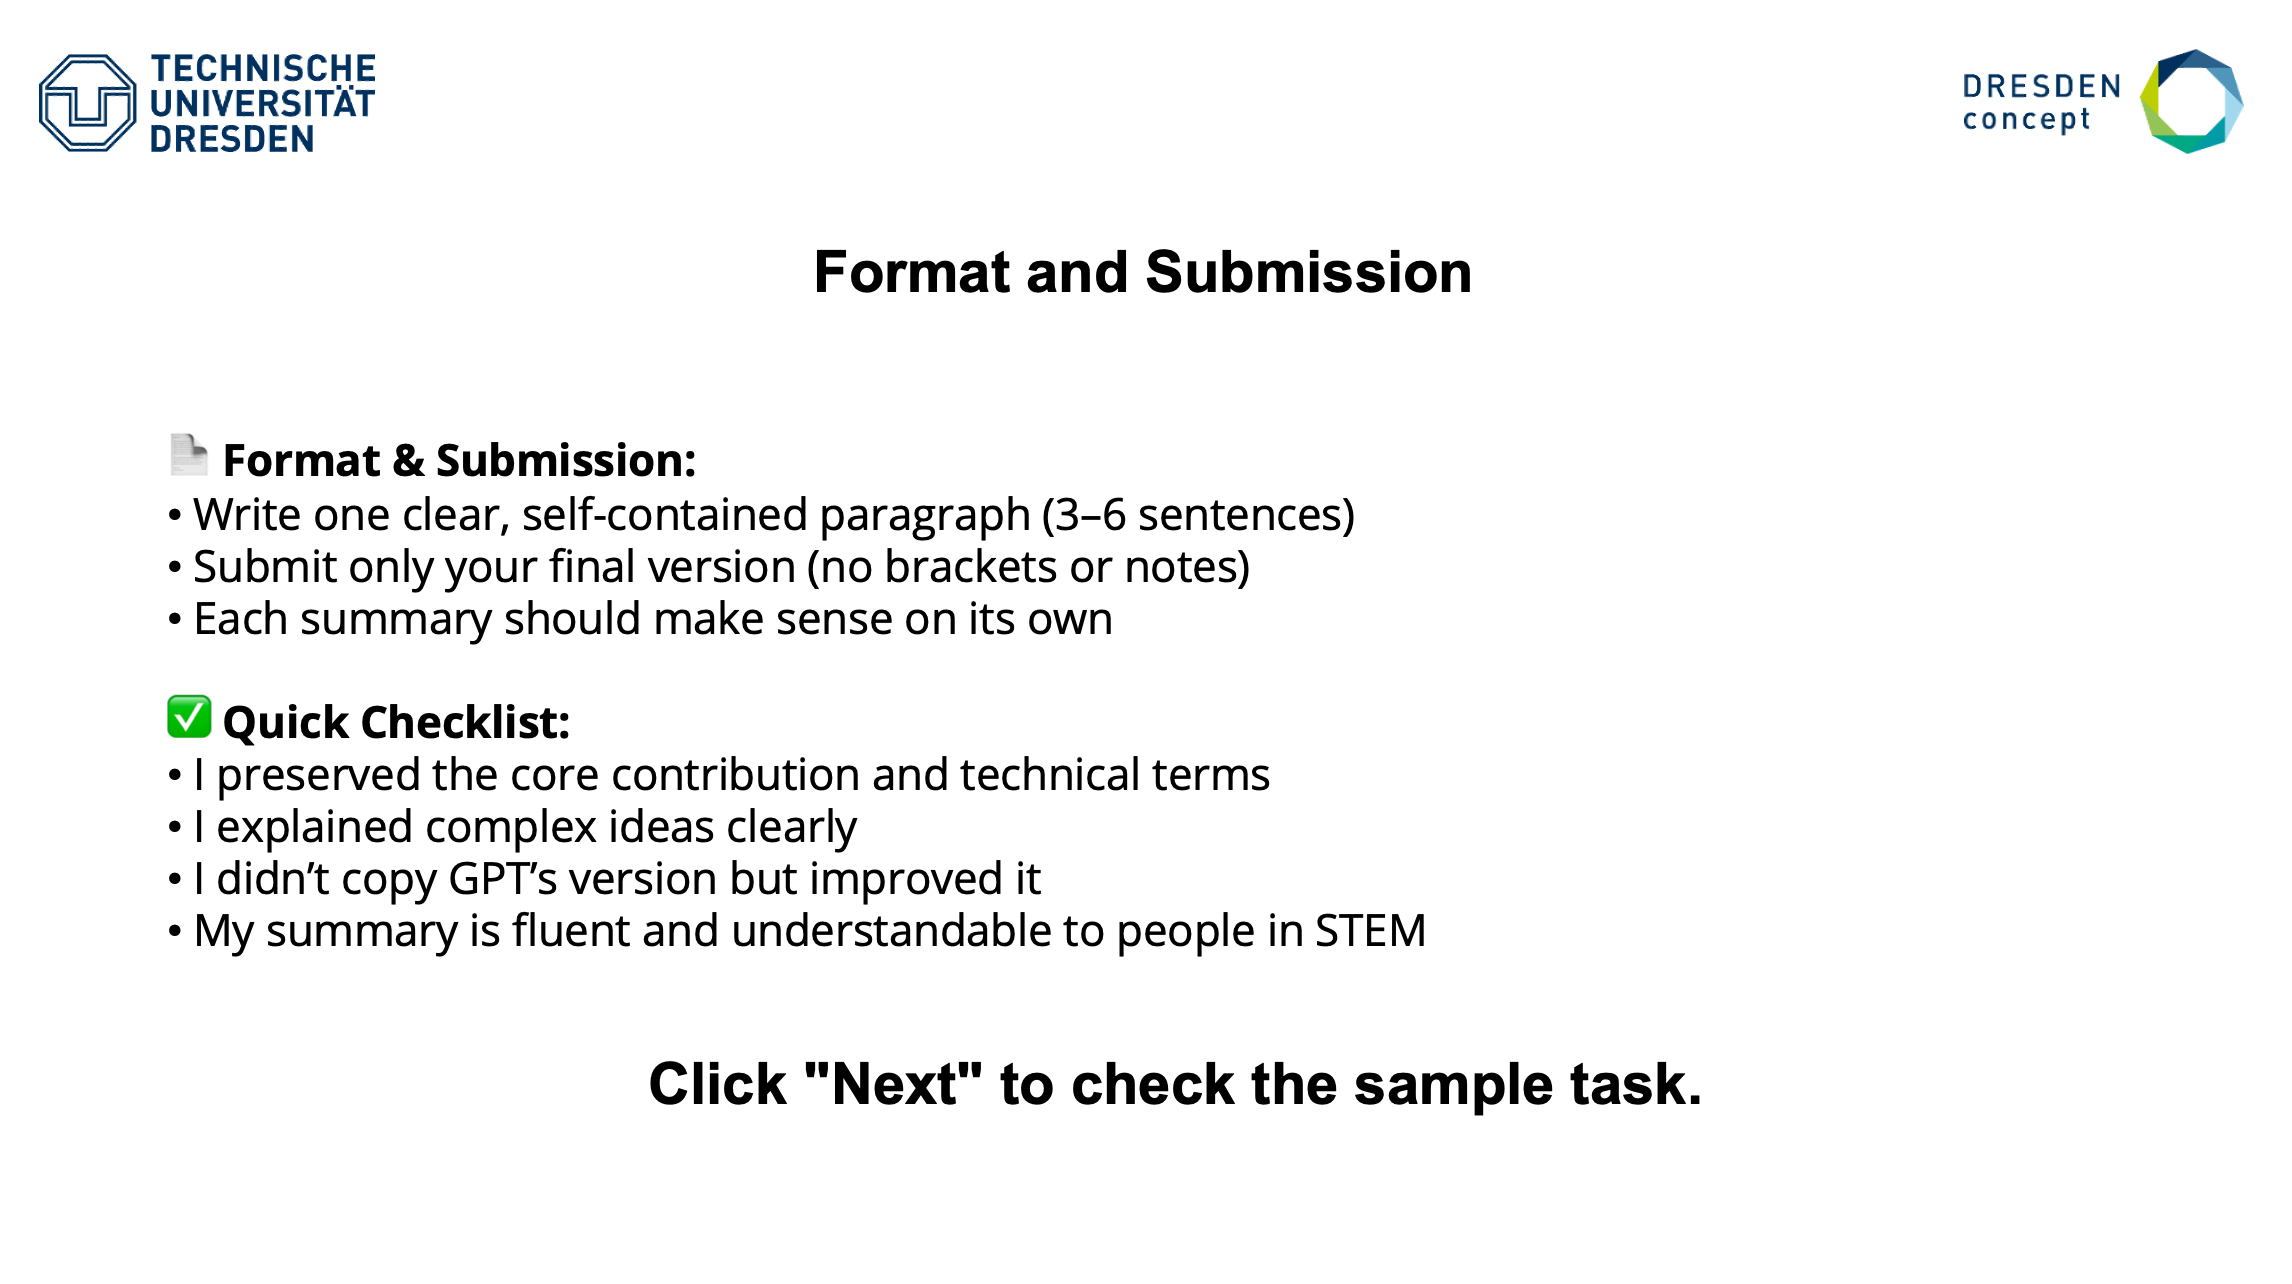 TECHNISCHE
UNIVERSITÄT
DRESDEN
DRESDEN
concept
Format and Submission
Format & Submission:
• Write one clear, self-contained paragraph (3–6 sentences)
• Submit only your final version (no brackets or notes)
• Each summary should make sense on its own
Quick Checklist:
• I preserved the core contribution and technical terms
• I explained complex ideas clearly
• I didn’t copy GPT’s version but improved it
• My summary is fluent and understandable to people in STEM
Click "Next" to check the sample task.